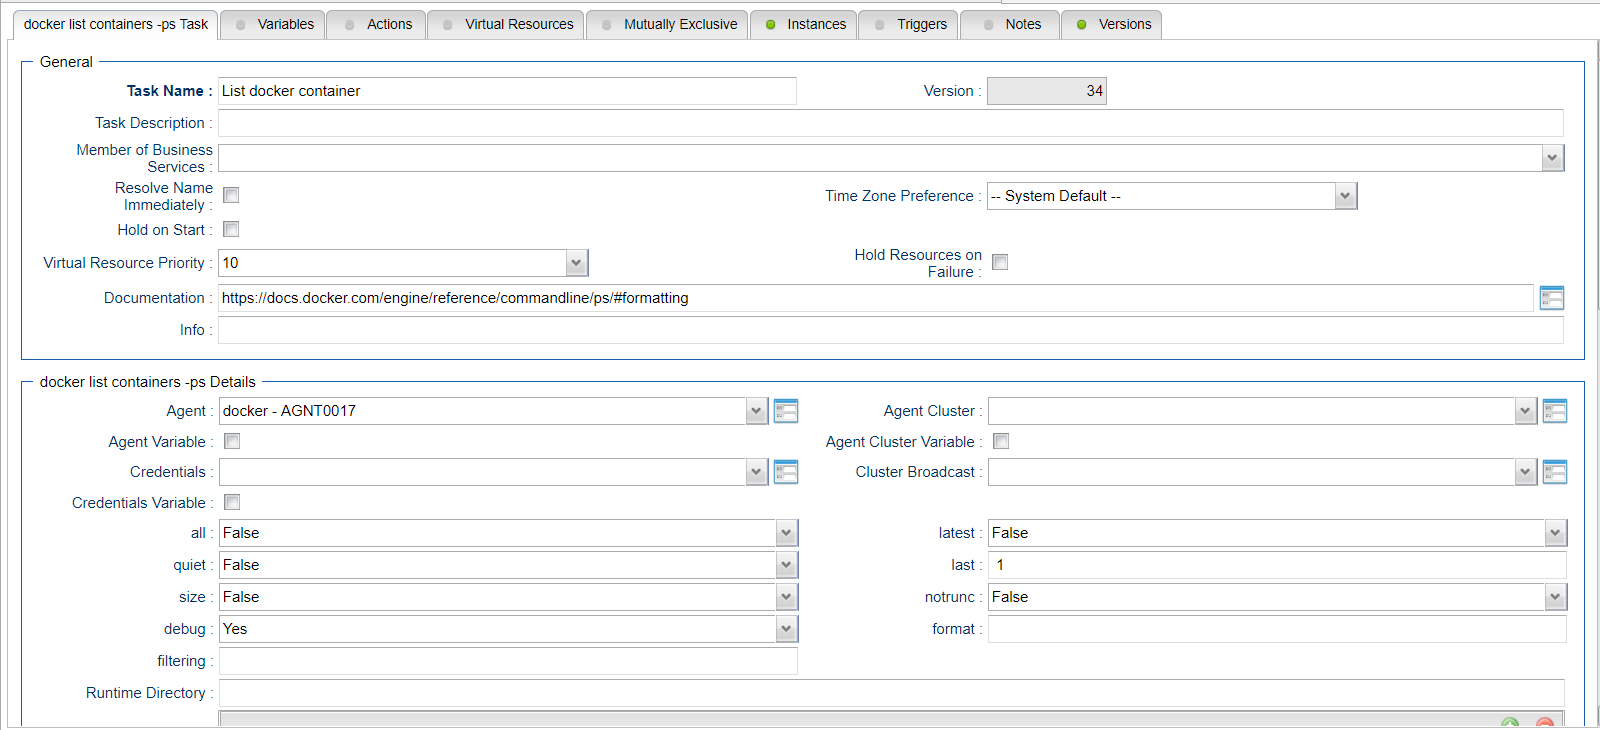 docker list containers -ps Task Variables Actions Virtual Resources Mutually Exclusive Instances Triggers Notes Versions
General
Task Name : List docker container Version : 34
Task Description :
Member of Business
Services :
Resolve Name
Immediately : Time Zone Preference : -- System Default --
Hold on Start :
Virtual Resource Priority : 10 Hold Resources on
Failure :
Documentation : https://docs.docker.com/engine/reference/commandline/ps/#formatting
Info :
docker list containers -ps Details
Agent : docker - AGNT0017 Agent Cluster :
Agent Variable : Agent Cluster Variable :
Credentials : Cluster Broadcast :
Credentials Variable :
all : False latest : False
quiet : False last : 1
size : False notrunc : False
debug : Yes format :
filtering :
Runtime Directory :